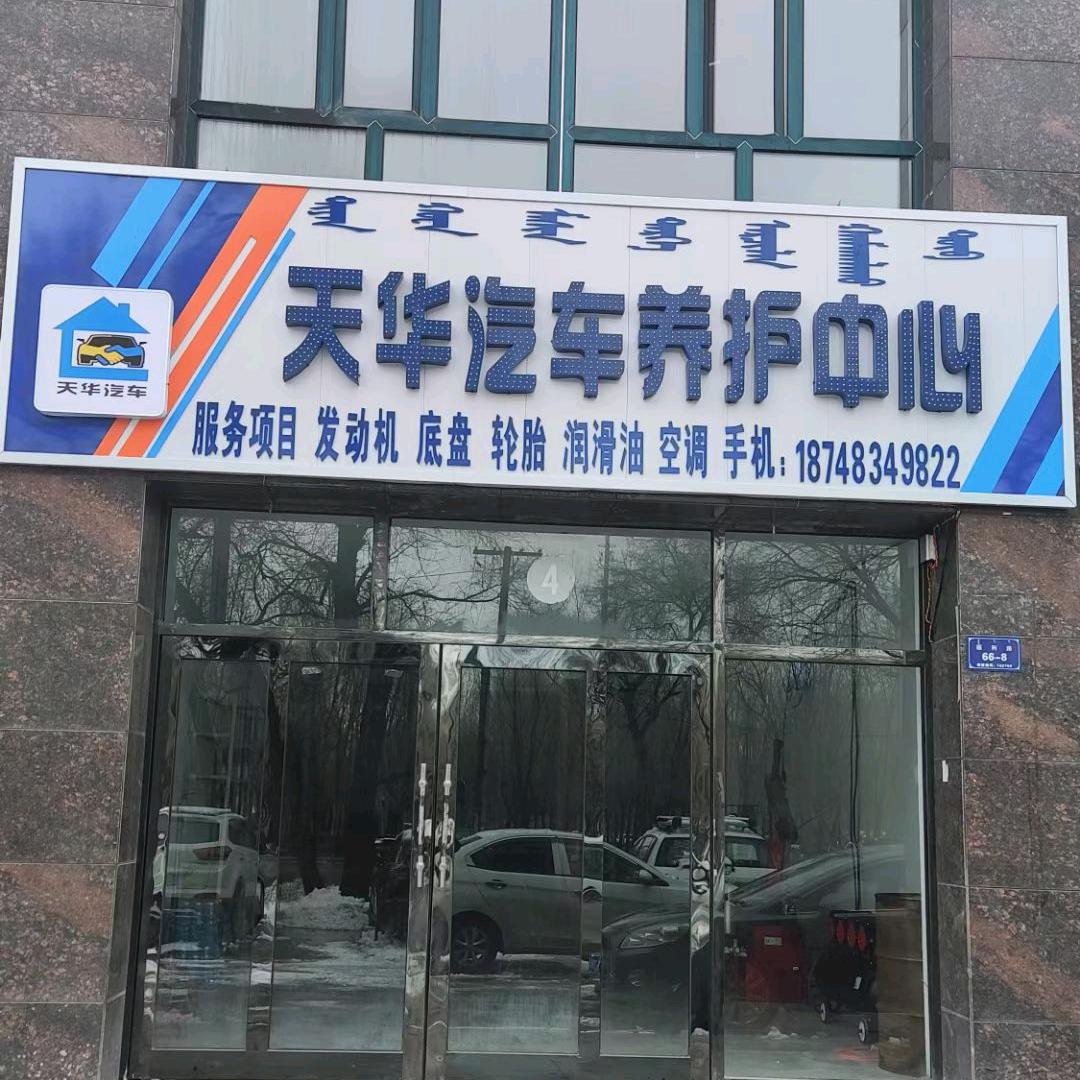 天华汽车养护中心
天华汽车
服务项目 发动机 底盘 轮胎 润滑油 空调 手机:18748349822
4
66-8